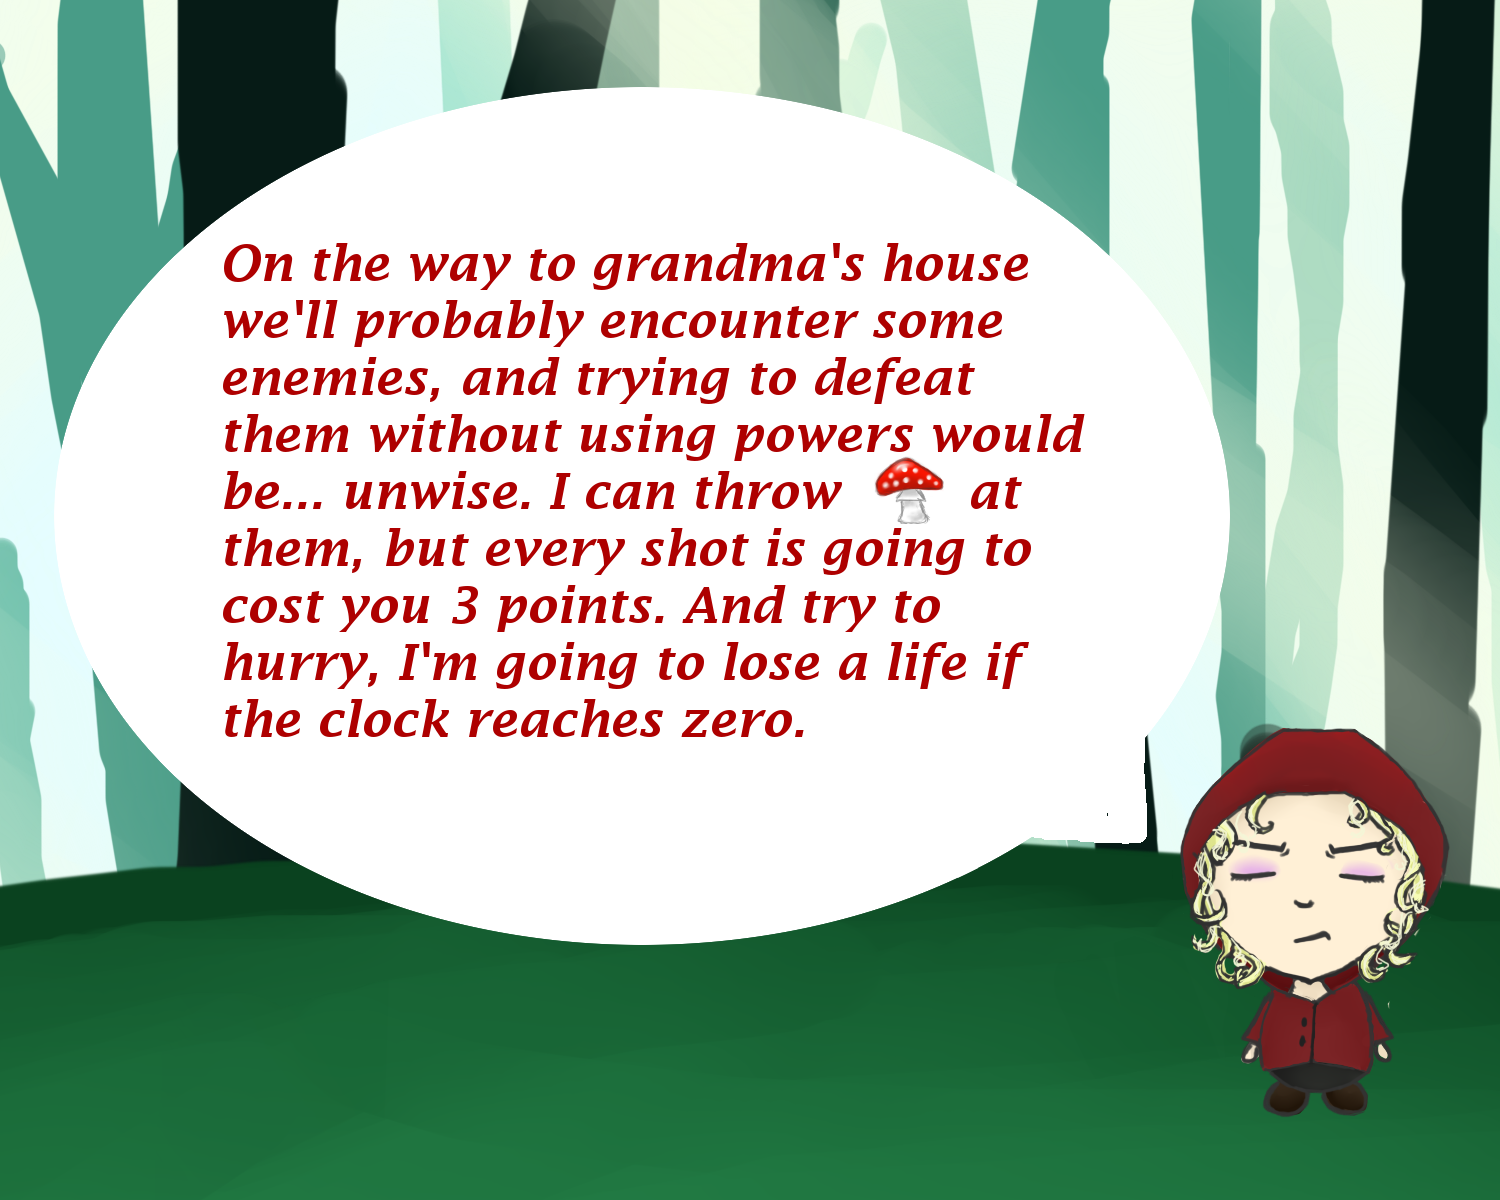 On the way to grandma's house
we'll probably encounter some
enemies, and trying to defeat
them without using powers would
be... unwise. I can throw at
them, but every shot is going to
cost you 3 points. And try to
hurry, I'm going to lose a life if
the clock reaches zero.